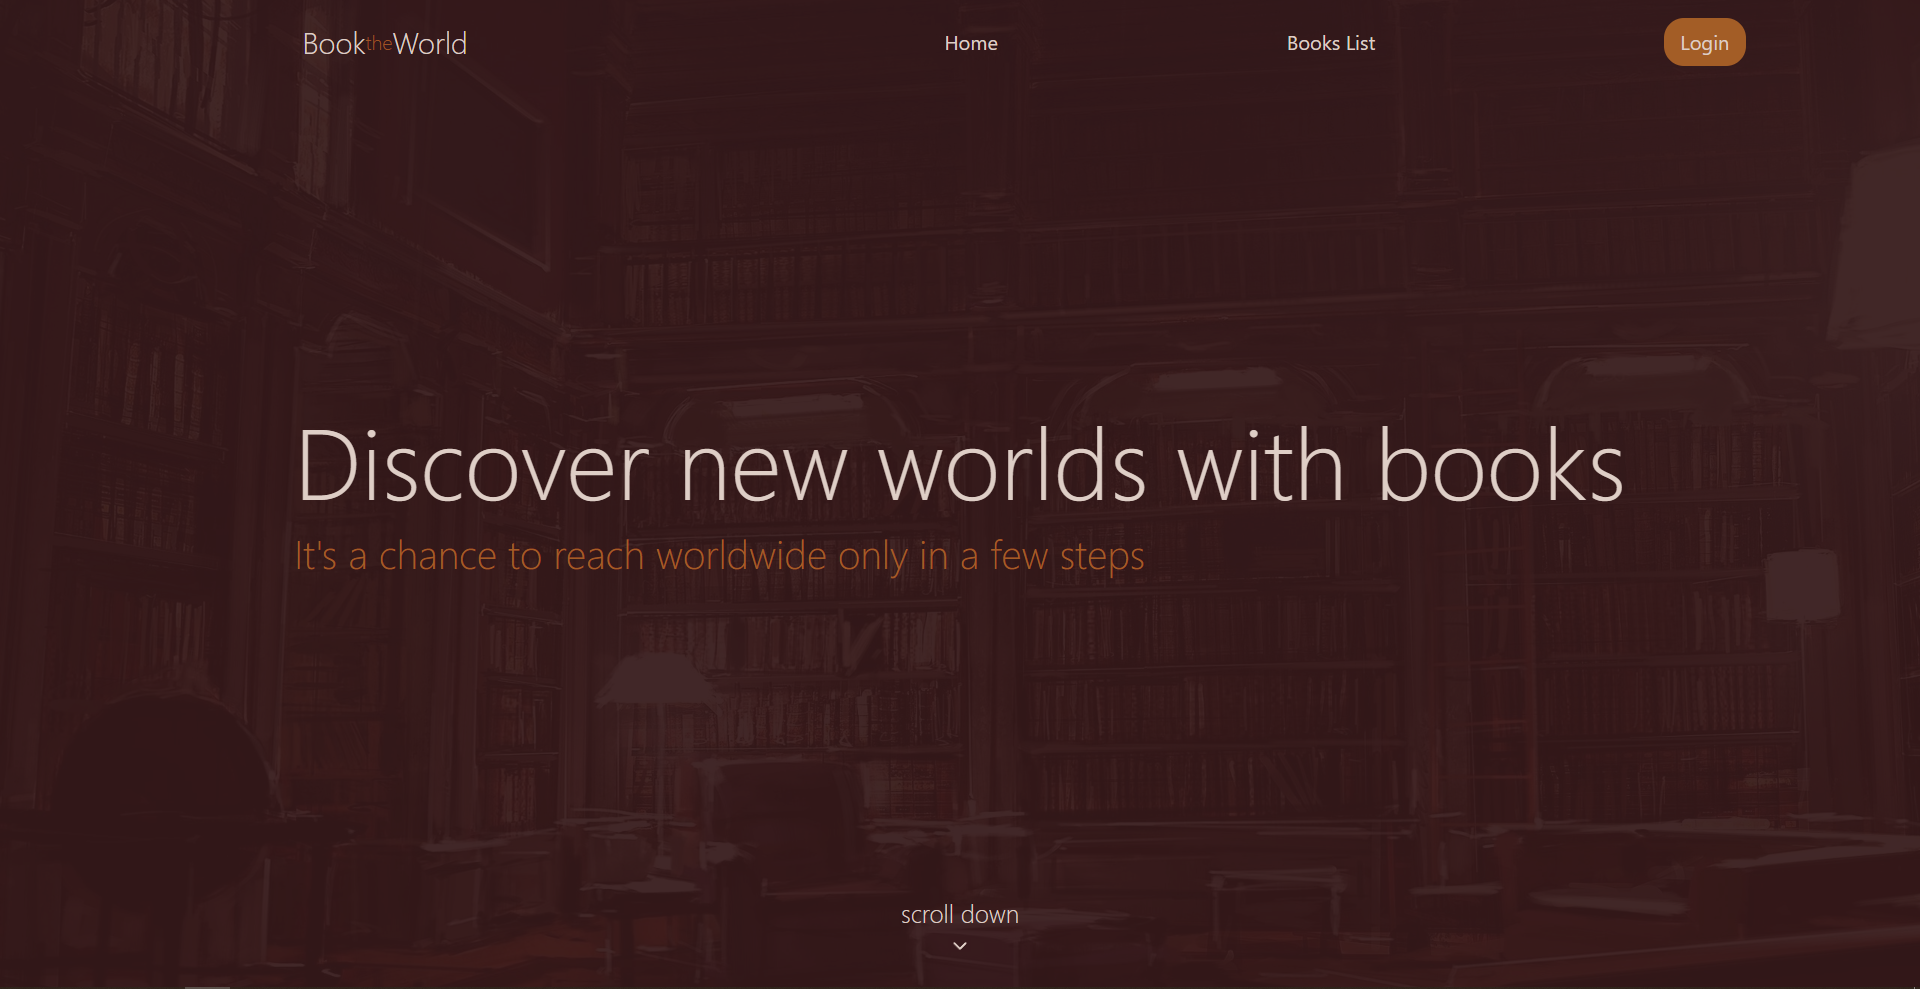 BooktheWorld
Home
Books List
Login
Discover new worlds with books
It's a chance to reach worldwide only in a few steps
scroll down